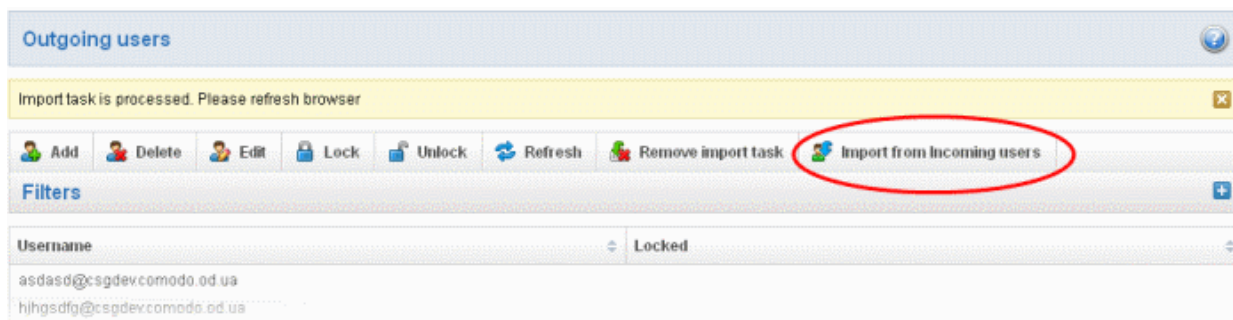 Outgoing users
Import task is processed. Please refresh browser
Add Delete Edit Lock Unlock Refresh Remove import task Import from Incoming users
Filters
Username Locked
asdasd@csgdev.comodo.od.ua
hjhgsdfg@csgdev.comodo.od.ua